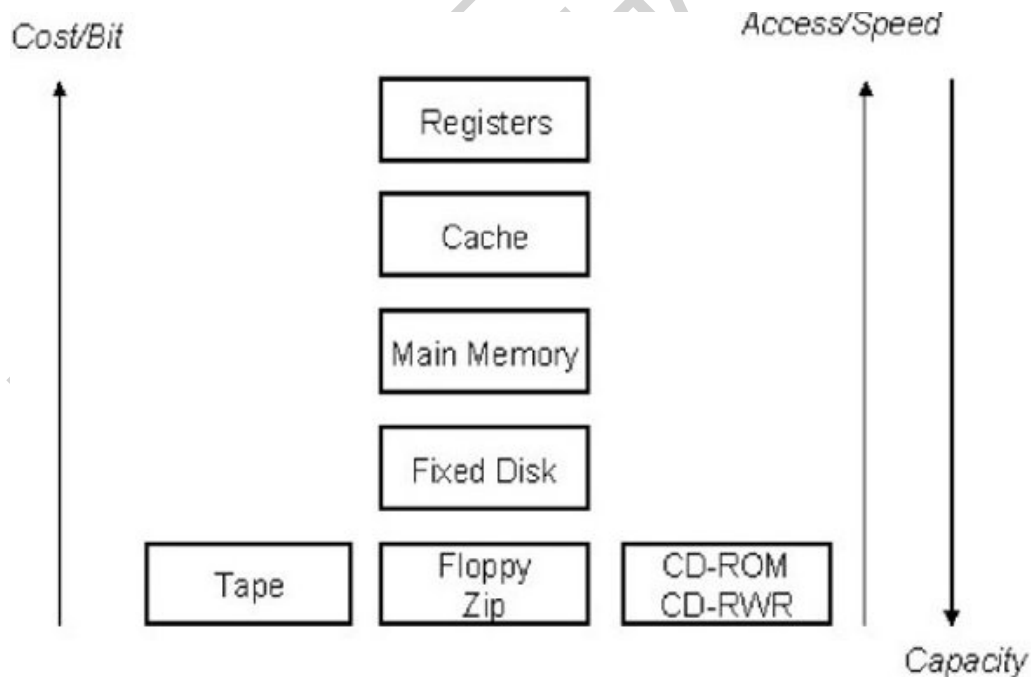 Cost/Bit
Access/Speed
Registers
Cache
Main Memory
Fixed Disk
Tape
Floppy
Zip
CD-ROM
CD-RWR
Capacity